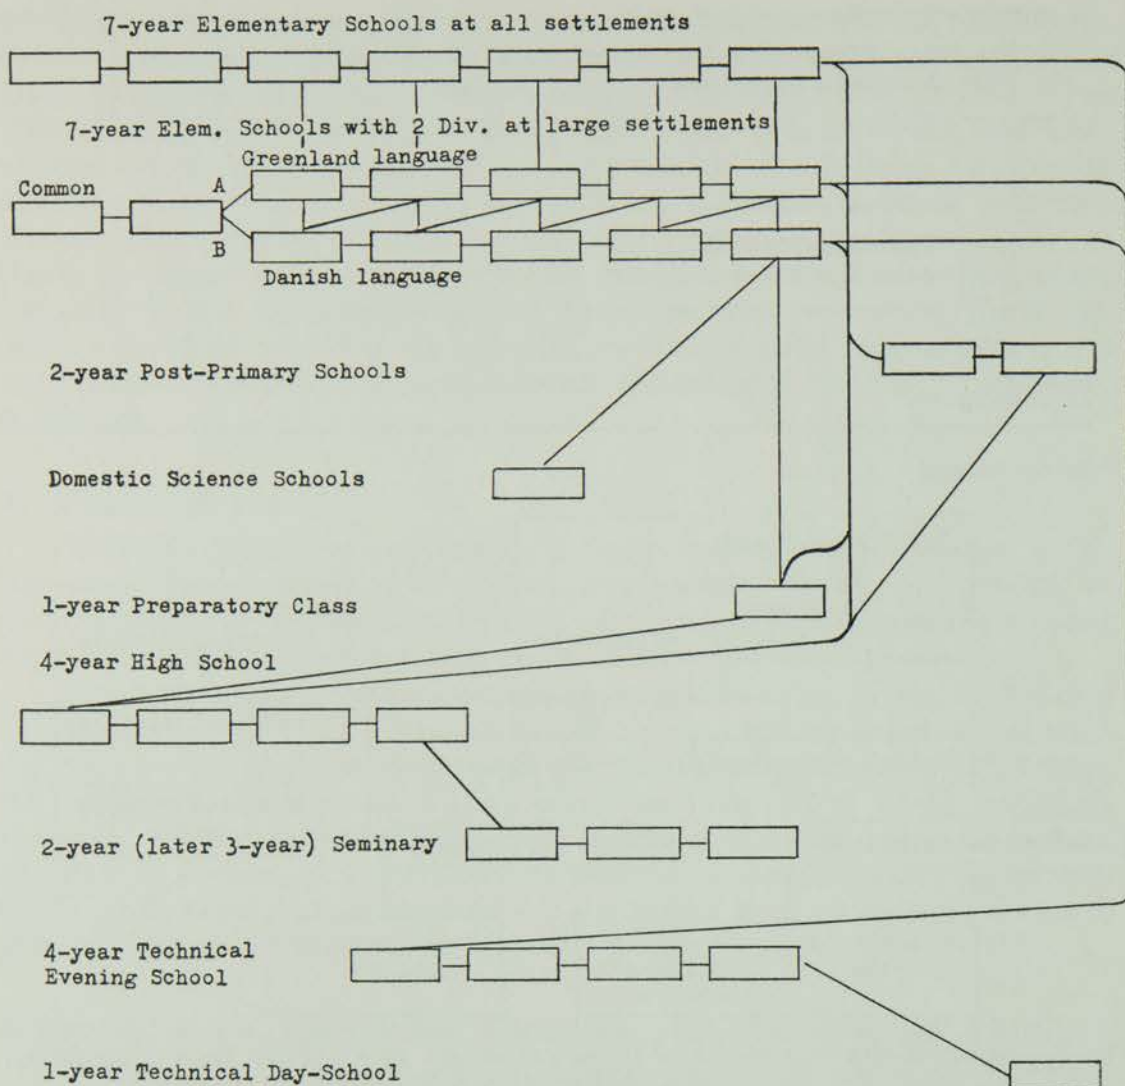 7-year Elementary Schools at all settlements
7-year Elem. Schools with 2 Div. at large settlements
Greenland language
Common
A
B
Danish language
2-year Post-Primary Schools
Domestic Science Schools
1-year Preparatory Class
4-year High School
2-year (later 3-year) Seminary
4-year Technical
Evening School
1-year Technical Day-School